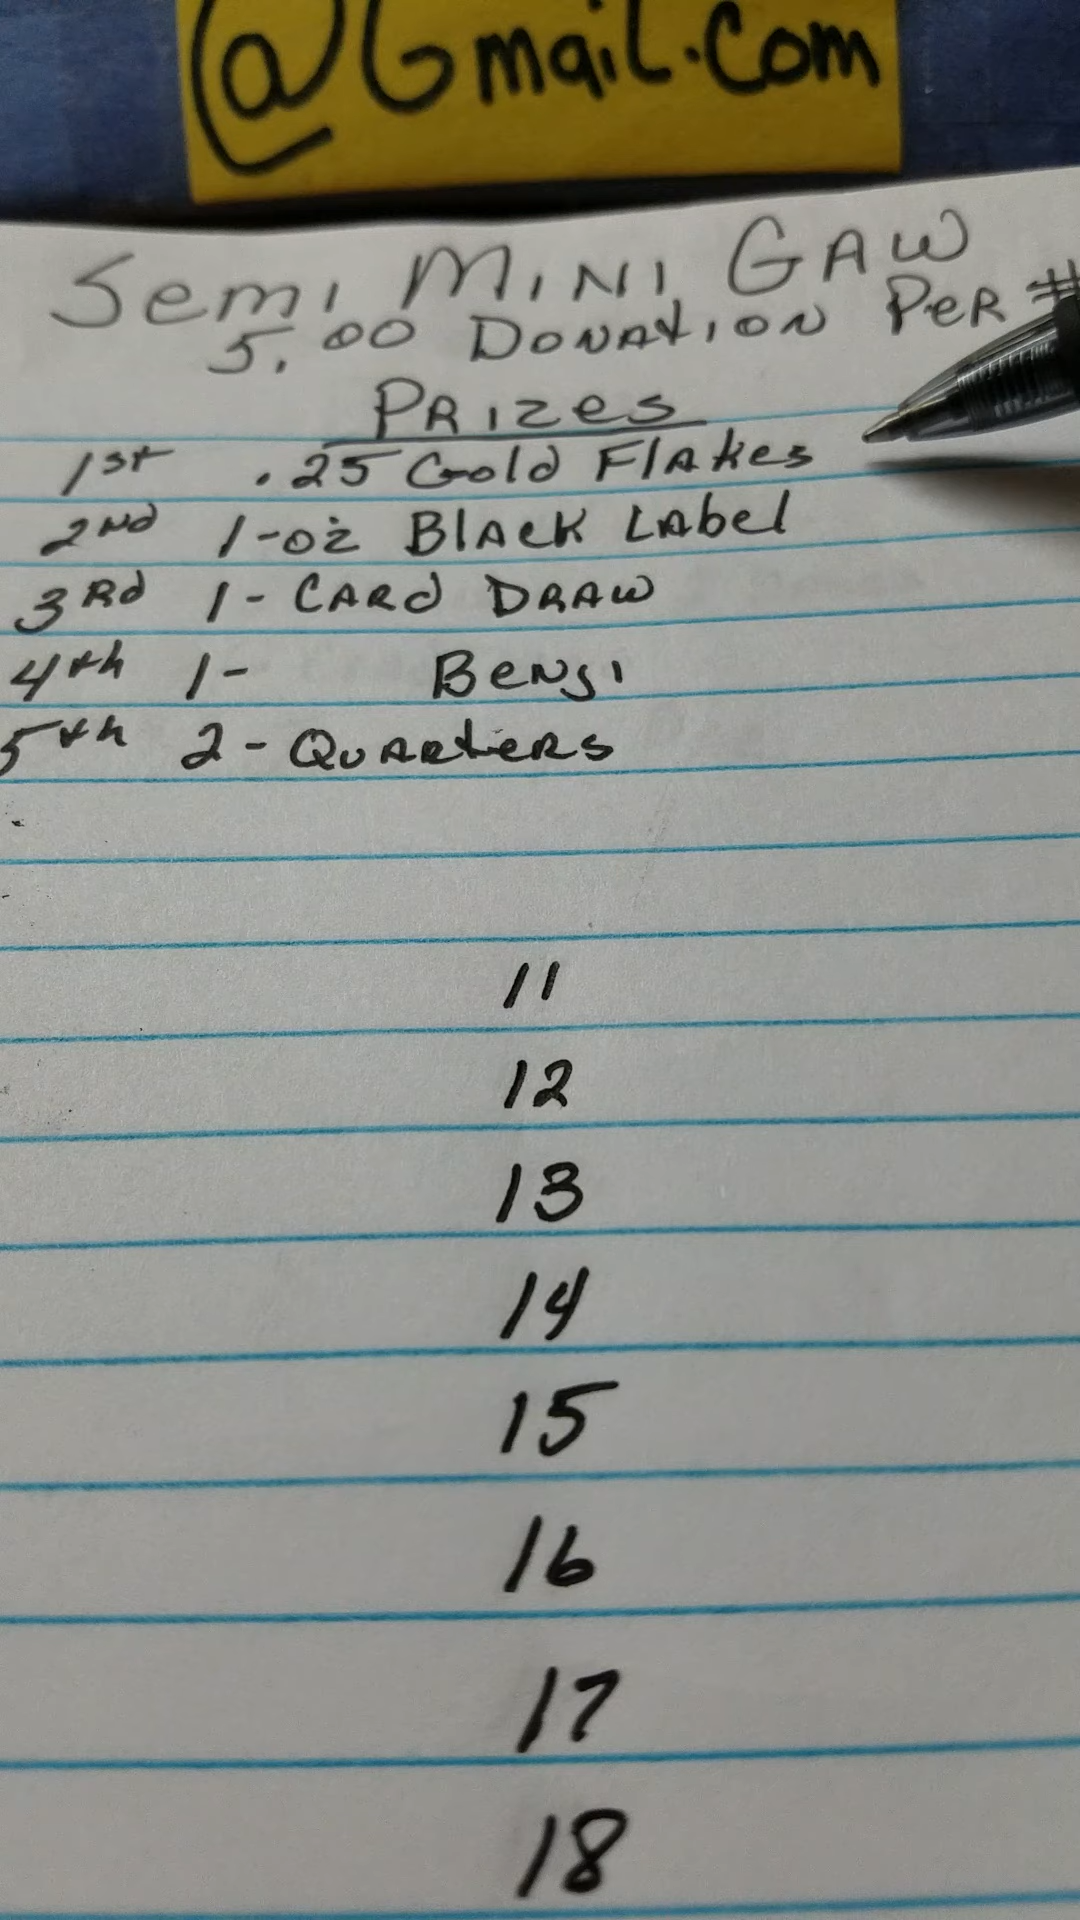 @Gmail.com
Semi Mini GAW
5.00 Donation Per #
Prizes
1st .25 Gold Flakes
2nd 1-oz Black Label
3rd 1- Card Draw
4th 1- Bensi
5th 2- Quarters
11
12
13
14
15
16
17
18